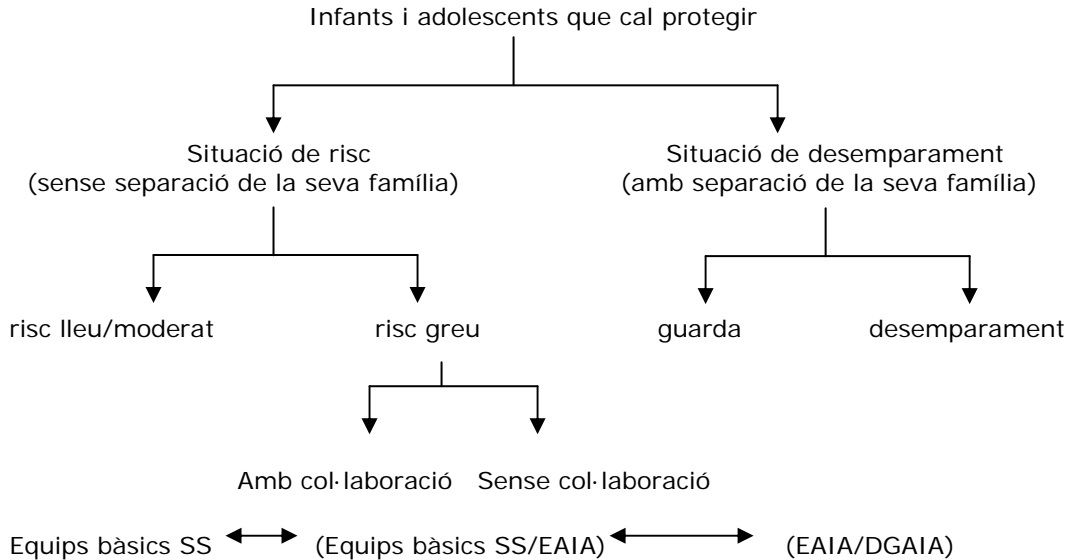 Infants i adolescents que cal protegir
Situació de risc
(sense separació de la seva família)
Situació de desemparament
(amb separació de la seva família)
risc lleu/moderat
risc greu
guarda
desemparament
Amb col·laboració
Sense col·laboració
Equips bàsics SS
(Equips bàsics SS/EAIA)
(EAIA/DGAIA)